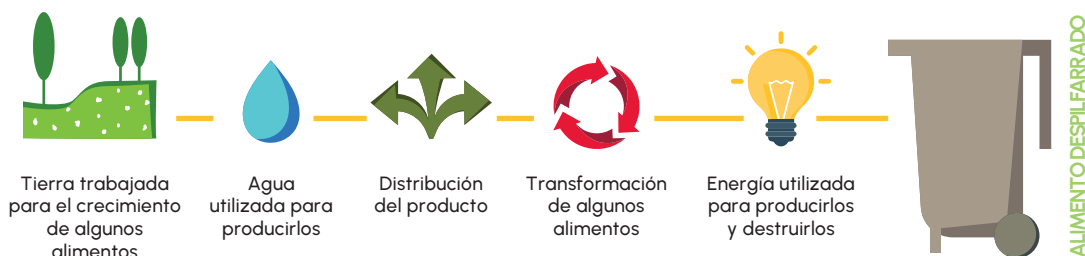 Tierra trabajada
para el crecimiento
de algunos
alimentos
Agua
utilizada para
producirlos
Distribución
del producto
Transformación
de algunos
alimentos
Energía utilizada
para producirlos
y destruirlos
ALIMENTO DESPILFARRADO